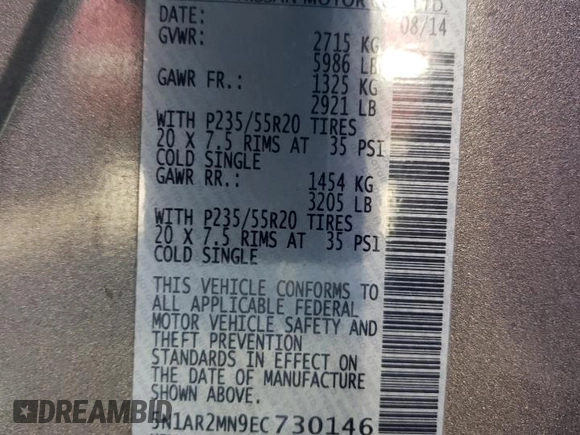 NISSAN MOTOR CO., LTD.
DATE: 08/14
GVWR: 2715 KG
5986 LB
GAWR FR.: 1325 KG
2921 LB
WITH P235/55R20 TIRES
20 X 7.5 RIMS AT 35 PSI
COLD SINGLE
GAWR RR.: 1454 KG
3205 LB
WITH P235/55R20 TIRES
20 X 7.5 RIMS AT 35 PSI
COLD SINGLE
THIS VEHICLE CONFORMS TO
ALL APPLICABLE FEDERAL
MOTOR VEHICLE SAFETY AND
THEFT PREVENTION
STANDARDS IN EFFECT ON
THE DATE OF MANUFACTURE
SHOWN ABOVE.
5N1AR2MN9EC730146
DREAMBID